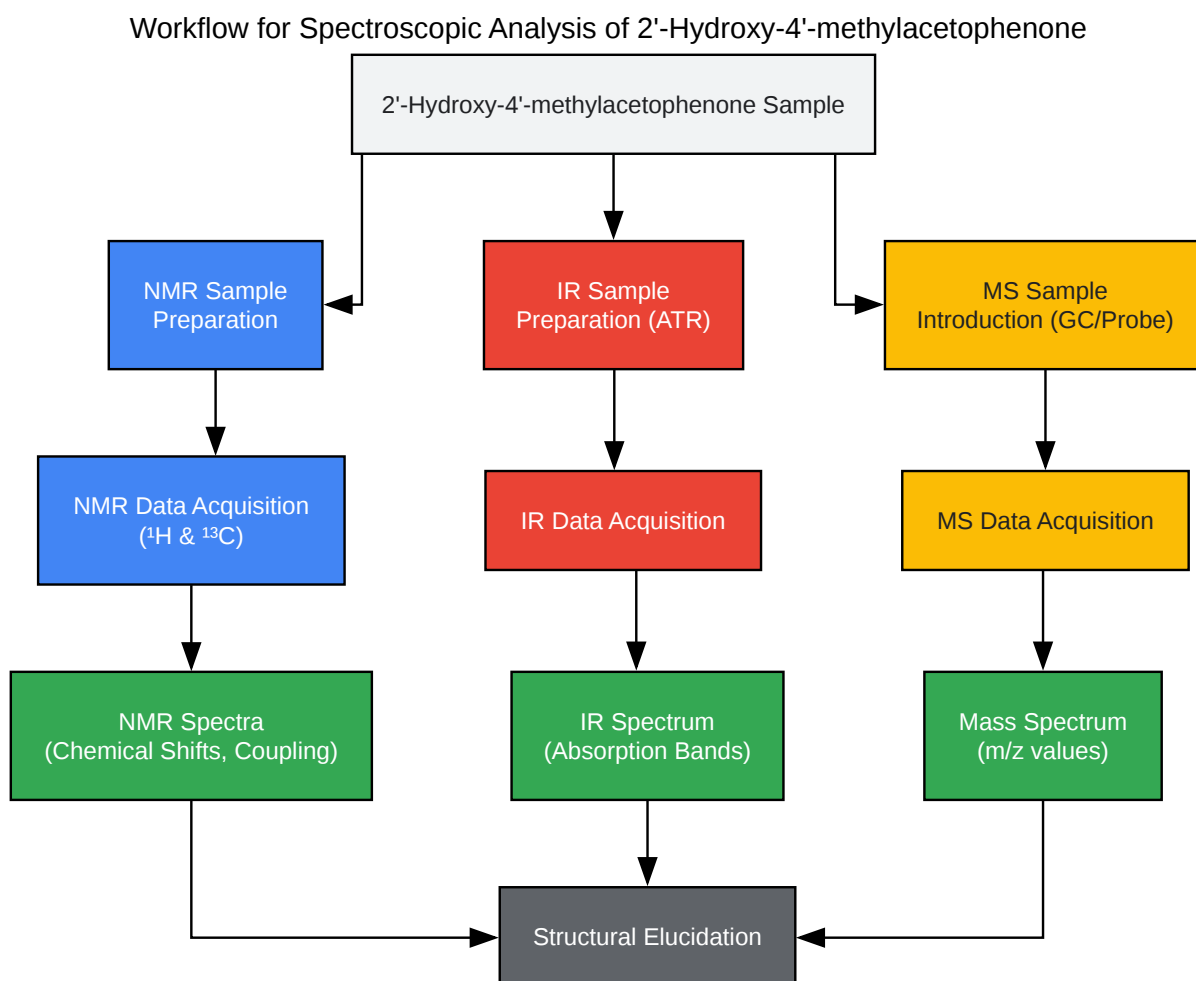 Workflow for Spectroscopic Analysis of 2'-Hydroxy-4'-methylacetophenone
2'-Hydroxy-4'-methylacetophenone Sample
NMR Sample
Preparation
IR Sample
Preparation (ATR)
MS Sample
Introduction (GC/Probe)
NMR Data Acquisition
(¹H & ¹³C)
IR Data Acquisition
MS Data Acquisition
NMR Spectra
(Chemical Shifts, Coupling)
IR Spectrum
(Absorption Bands)
Mass Spectrum
(m/z values)
Structural Elucidation